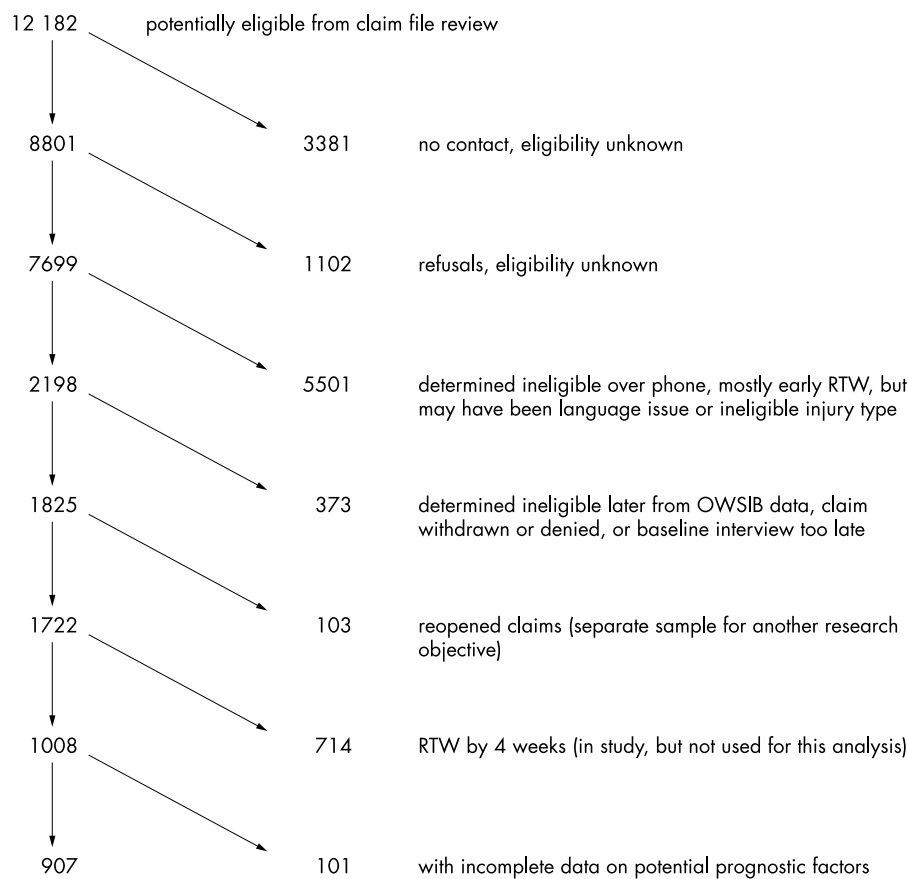 12 182 potentially eligible from claim file review
8801 3381 no contact, eligibility unknown
7699 1102 refusals, eligibility unknown
2198 5501 determined ineligible over phone, mostly early RTW, but
may have been language issue or ineligible injury type
1825 373 determined ineligible later from OWSIB data, claim
withdrawn or denied, or baseline interview too late
1722 103 reopened claims (separate sample for another research
objective)
1008 714 RTW by 4 weeks (in study, but not used for this analysis)
907 101 with incomplete data on potential prognostic factors